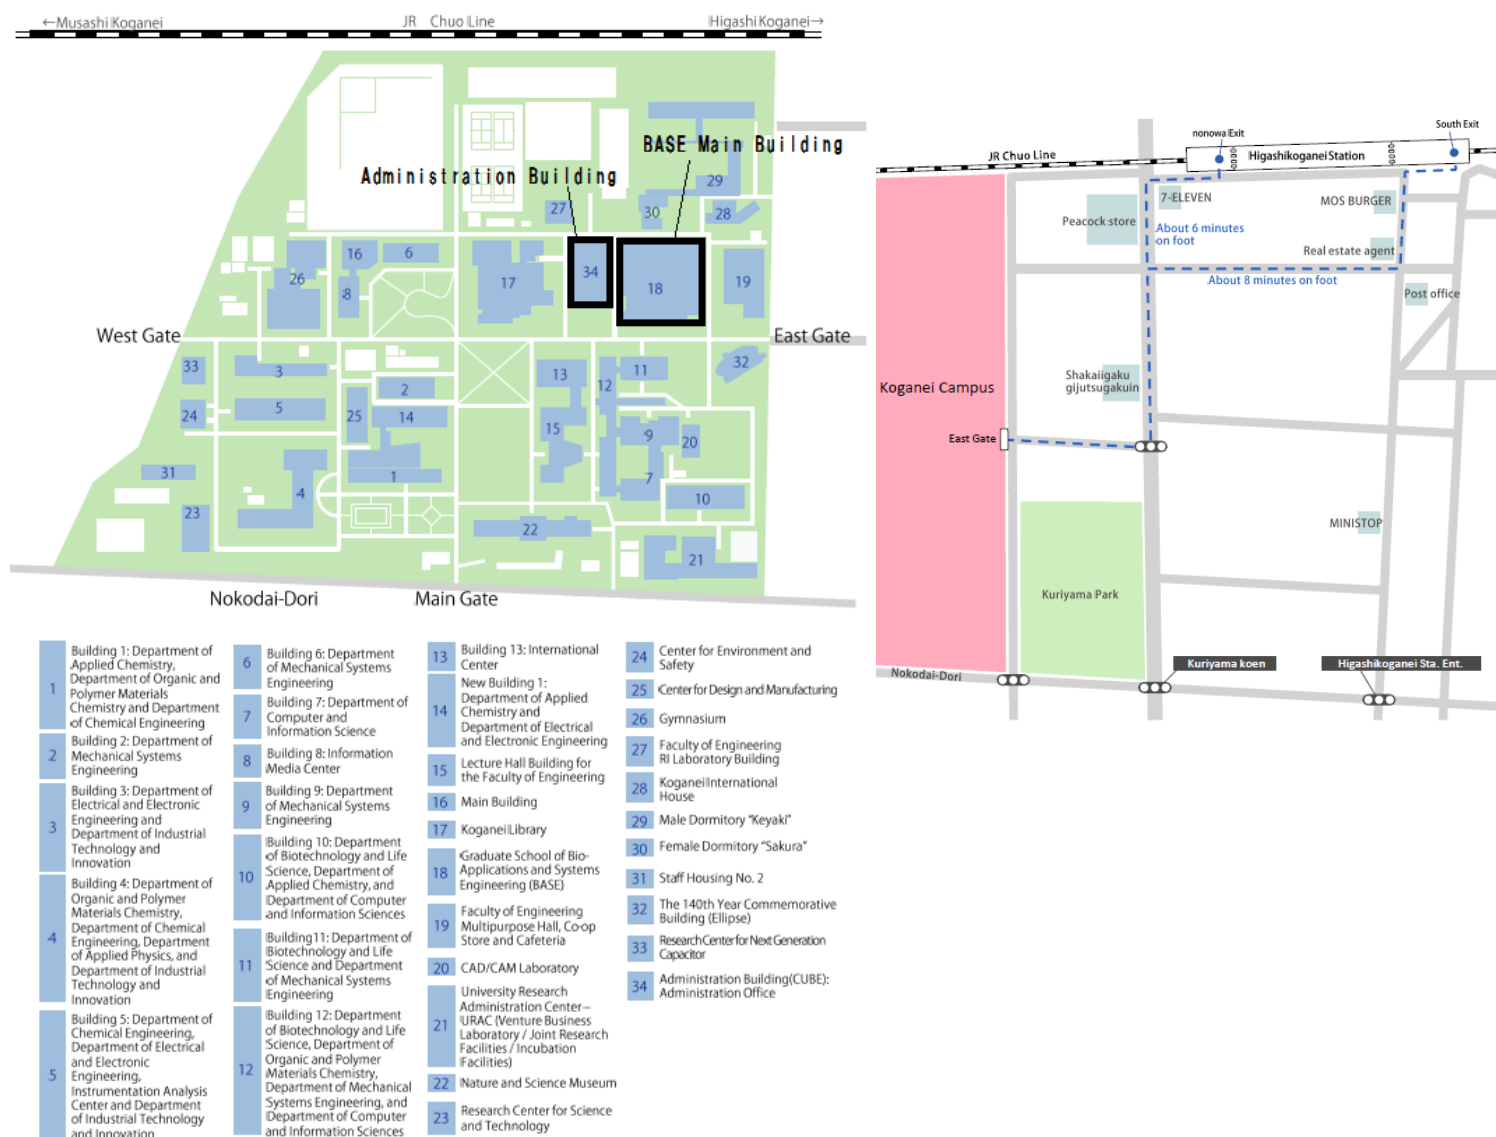 ←Musashi Koganei
JR Chuo Line
Higashi Koganei→
BASE Main Building
Administration Building
29
27
30
28
16
6
26
8
17
34
18
19
West Gate
East Gate
33
3
13
11
32
12
2
5
24
25
14
15
9
20
31
1
7
4
10
23
22
21
Nokodai-Dori
Main Gate
nonowa Exit
South Exit
JR Chuo Line
Higashikoganei Station
7-ELEVEN
MOS BURGER
Peacock store
About 6 minutes
on foot
Real estate agent
About 8 minutes on foot
Post office
Shakaiigaku
gijutsugakuin
Koganei Campus
East Gate
MINISTOP
Kuriyama Park
Kuriyama koen
Higashikoganei Sta. Ent.
Nokodai-Dori
1
Building 1: Department of
Applied Chemistry,
Department of Organic and
Polymer Materials
Chemistry and Department
of Chemical Engineering
2
Building 2: Department of
Mechanical Systems
Engineering
3
Building 3: Department of
Electrical and Electronic
Engineering and
Department of Industrial
Technology and
Innovation
4
Building 4: Department of
Organic and Polymer
Materials Chemistry,
Department of Chemical
Engineering, Department
of Applied Physics, and
Department of Industrial
Technology and
Innovation
5
Building 5: Department of
Chemical Engineering,
Department of Electrical
and Electronic
Engineering,
Instrumentation Analysis
Center and Department
of Industrial Technology
and Innovation
6
Building 6: Department
of Mechanical Systems
Engineering
7
Building 7: Department of
Computer and
Information Science
8
Building 8: Information
Media Center
9
Building 9: Department
of Mechanical Systems
Engineering
10
Building 10: Department
of Biotechnology and Life
Science, Department of
Applied Chemistry, and
Department of Computer
and Information Sciences
11
Building11: Department of
Biotechnology and Life
Science and Department
of Mechanical Systems
Engineering
12
Building 12: Department
of Biotechnology and Life
Science, Department of
Organic and Polymer
Materials Chemistry,
Department of Mechanical
Systems Engineering, and
Department of Computer
and Information Sciences
13
Building 13: International
Center
14
New Building 1:
Department of Applied
Chemistry and
Department of Electrical
and Electronic Engineering
15
Lecture Hall Building for
the Faculty of Engineering
16
Main Building
17
Koganei Library
18
Graduate School of Bio-
Applications and Systems
Engineering (BASE)
19
Faculty of Engineering
Multipurpose Hall, Co-op
Store and Cafeteria
20
CAD/CAM Laboratory
21
University Research
Administration Center–
URAC (Venture Business
Laboratory / Joint Research
Facilities / Incubation
Facilities)
22
Nature and Science Museum
23
Research Center for Science
and Technology
24
Center for Environment and
Safety
25
Center for Design and Manufacturing
26
Gymnasium
27
Faculty of Engineering
RI Laboratory Building
28
Koganei International
House
29
Male Dormitory “Keyaki”
30
Female Dormitory “Sakura”
31
Staff Housing No. 2
32
The 140th Year Commemorative
Building (Ellipse)
33
Research Center for Next Generation
Capacitor
34
Administration Building(CUBE):
Administration Office